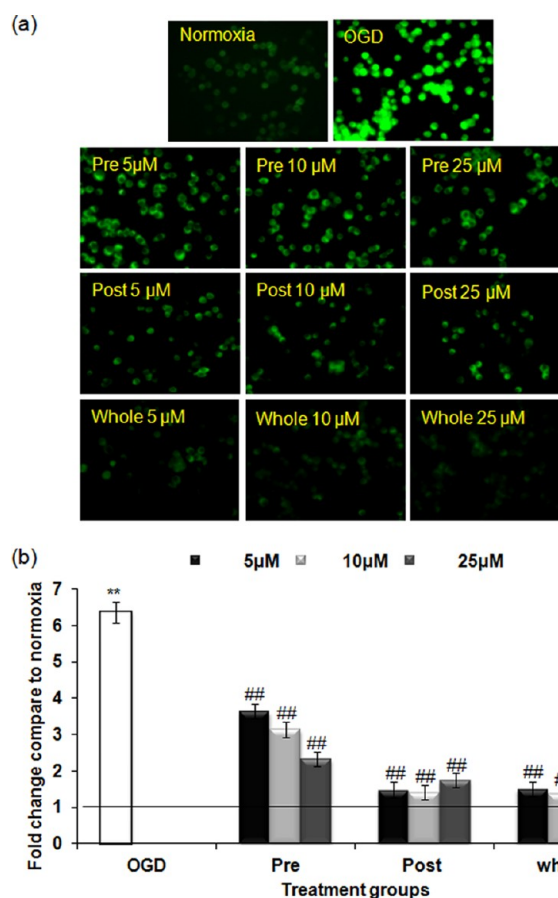 (a)
Normoxia
OGD
Pre 5µM
Pre 10 µM
Pre 25 µM
Post 5 µM
Post 10 µM
Post 25 µM
Whole 5 µM
Whole 10 µM
Whole 25 µM
(b)
5µM 10µM 25µM
Fold change compare to normoxia
7
6
5
4
3
2
1
0
**
## ## ##
## ## ##
##
OGD Pre Post
Treatment groups